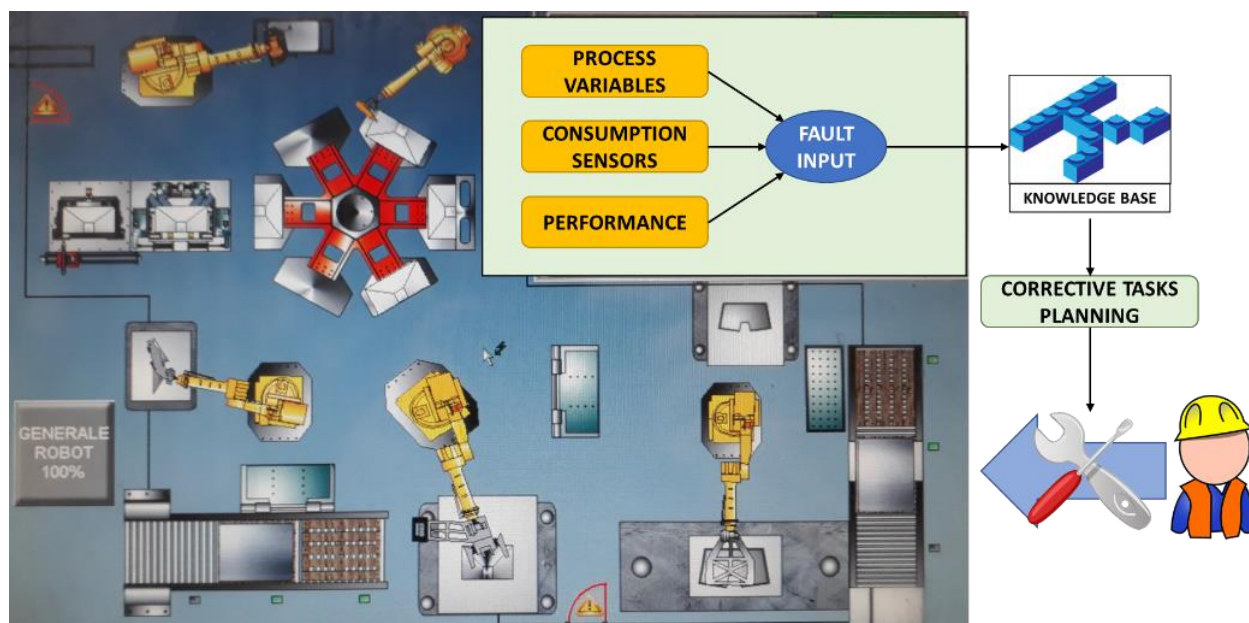 PROCESS
VARIABLES
CONSUMPTION
SENSORS
PERFORMANCE
FAULT
INPUT
KNOWLEDGE BASE
CORRECTIVE TASKS
PLANNING
GENERALE
ROBOT
100%